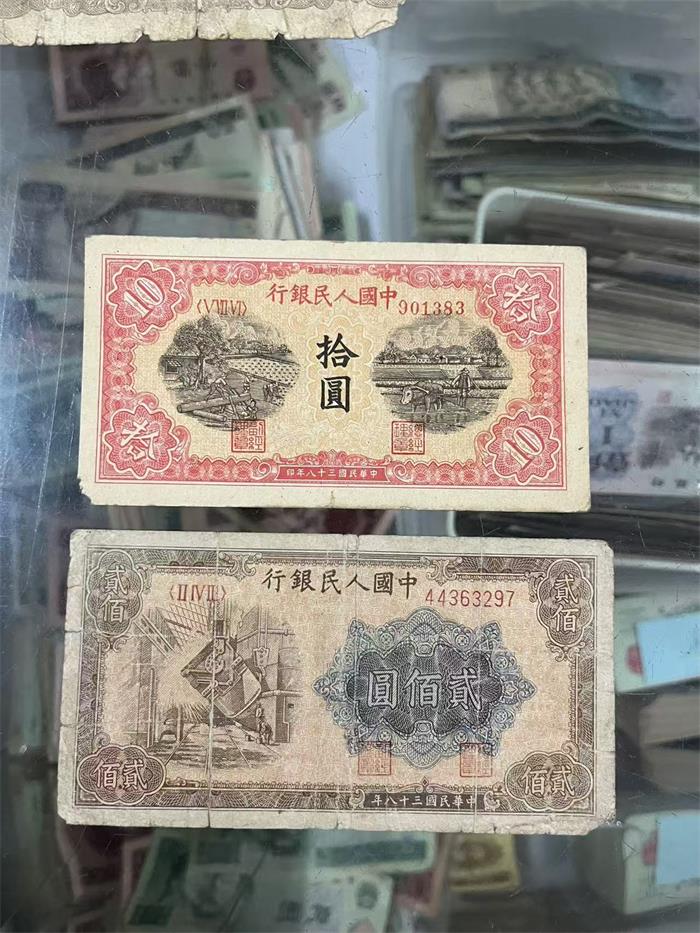 10
中國人民銀行
拾
〈V VII VI〉
901383
拾圓
拾
中華民國三十八年印
10
貳佰
中國人民銀行
貳佰
〈II IV II〉
44363297
貳佰圓
貳佰
中華民國三十八年
貳佰